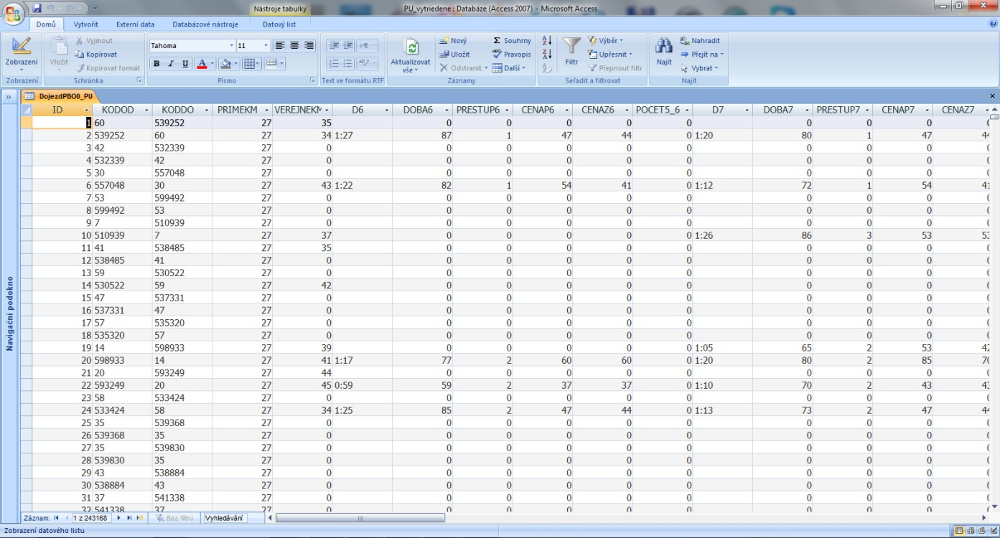 Nástroje tabulky PU_vytriedene : Databáze (Access 2007) - Microsoft Access
Domů Vytvořit Externí data Databázové nástroje Datový list
Zobrazení Vložit Vyjmout Kopírovat Kopírovat formát
Tahoma 11
B I U A
Aktualizovat vše Nový Uložit Odstranit Souhrny Pravopis Další
Filtr Výběr Upřesnit Přepnout filtr
Najít Nahradit Přejít na Vybrat
Zobrazení Schránka Písmo Text ve formátu RTF Záznamy Seřadit a filtrovat Najít
DojezdPBO0_PU
ID KODOD KODDO PRIMEKM VEREJNEKM D6 DOBA6 PRESTUP6 CENAP6 CENAZ6 POCET5_6 D7 DOBA7 PRESTUP7 CENAP7 CENAZ7
1 60 539252 27 35 0 0 0 0 0 0 0 0 0
2 539252 60 27 34 1:27 87 1 47 44 0 1:20 80 1 47 44
3 42 532339 27 0 0 0 0 0 0 0 0 0 0
4 532339 42 27 0 0 0 0 0 0 0 0 0 0
5 30 557048 27 0 0 0 0 0 0 0 0 0 0
6 557048 30 27 43 1:22 82 1 54 41 0 1:12 72 1 54 41
7 53 599492 27 0 0 0 0 0 0 0 0 0 0
8 599492 53 27 0 0 0 0 0 0 0 0 0 0
9 7 510939 27 0 0 0 0 0 0 0 0 0 0
10 510939 7 27 37 0 0 0 0 0 1:26 86 3 53 53
11 41 538485 27 35 0 0 0 0 0 0 0 0 0
12 538485 41 27 0 0 0 0 0 0 0 0 0 0
13 59 530522 27 0 0 0 0 0 0 0 0 0 0
14 530522 59 27 42 0 0 0 0 0 0 0 0 0
15 47 537331 27 0 0 0 0 0 0 0 0 0 0
16 537331 47 27 0 0 0 0 0 0 0 0 0 0
17 57 535320 27 0 0 0 0 0 0 0 0 0 0
18 535320 57 27 0 0 0 0 0 0 0 0 0 0
19 14 598933 27 39 0 0 0 0 0 1:05 65 2 53 42
20 598933 14 27 41 1:17 77 2 60 60 0 1:20 80 2 85 70
21 20 593249 27 44 0 0 0 0 0 0 0 0 0
22 593249 20 27 45 0:59 59 2 37 37 0 1:10 70 2 43 43
23 58 533424 27 0 0 0 0 0 0 0 0 0 0
24 533424 58 27 34 1:25 85 2 47 44 0 1:13 73 2 47 44
25 35 539368 27 0 0 0 0 0 0 0 0 0 0
26 539368 35 27 0 0 0 0 0 0 0 0 0 0
27 35 539830 27 0 0 0 0 0 0 0 0 0 0
28 539830 35 27 0 0 0 0 0 0 0 0 0 0
29 43 538884 27 0 0 0 0 0 0 0 0 0 0
30 538884 43 27 0 0 0 0 0 0 0 0 0 0
31 37 541338 27 0 0 0 0 0 0 0 0 0 0
32 541338 37 27 0 0 0 0 0 0 0 0 0 0
Navigační podokno
Záznam: 1 z 243168 Bez filtru Vyhledávání
Zobrazení datového listu